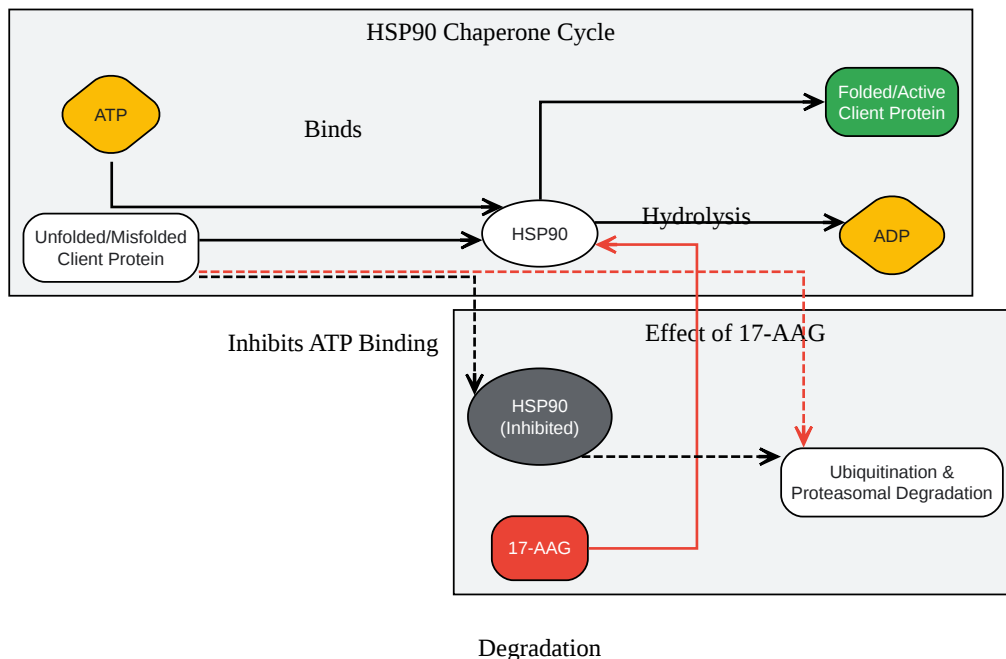 HSP90 Chaperone Cycle
ATP
Folded/Active
Client Protein
Binds
Unfolded/Misfolded
Client Protein
HSP90
Hydrolysis
ADP
Inhibits ATP Binding
Effect of 17-AAG
HSP90
(Inhibited)
Ubiquitination &
Proteasomal Degradation
17-AAG
Degradation